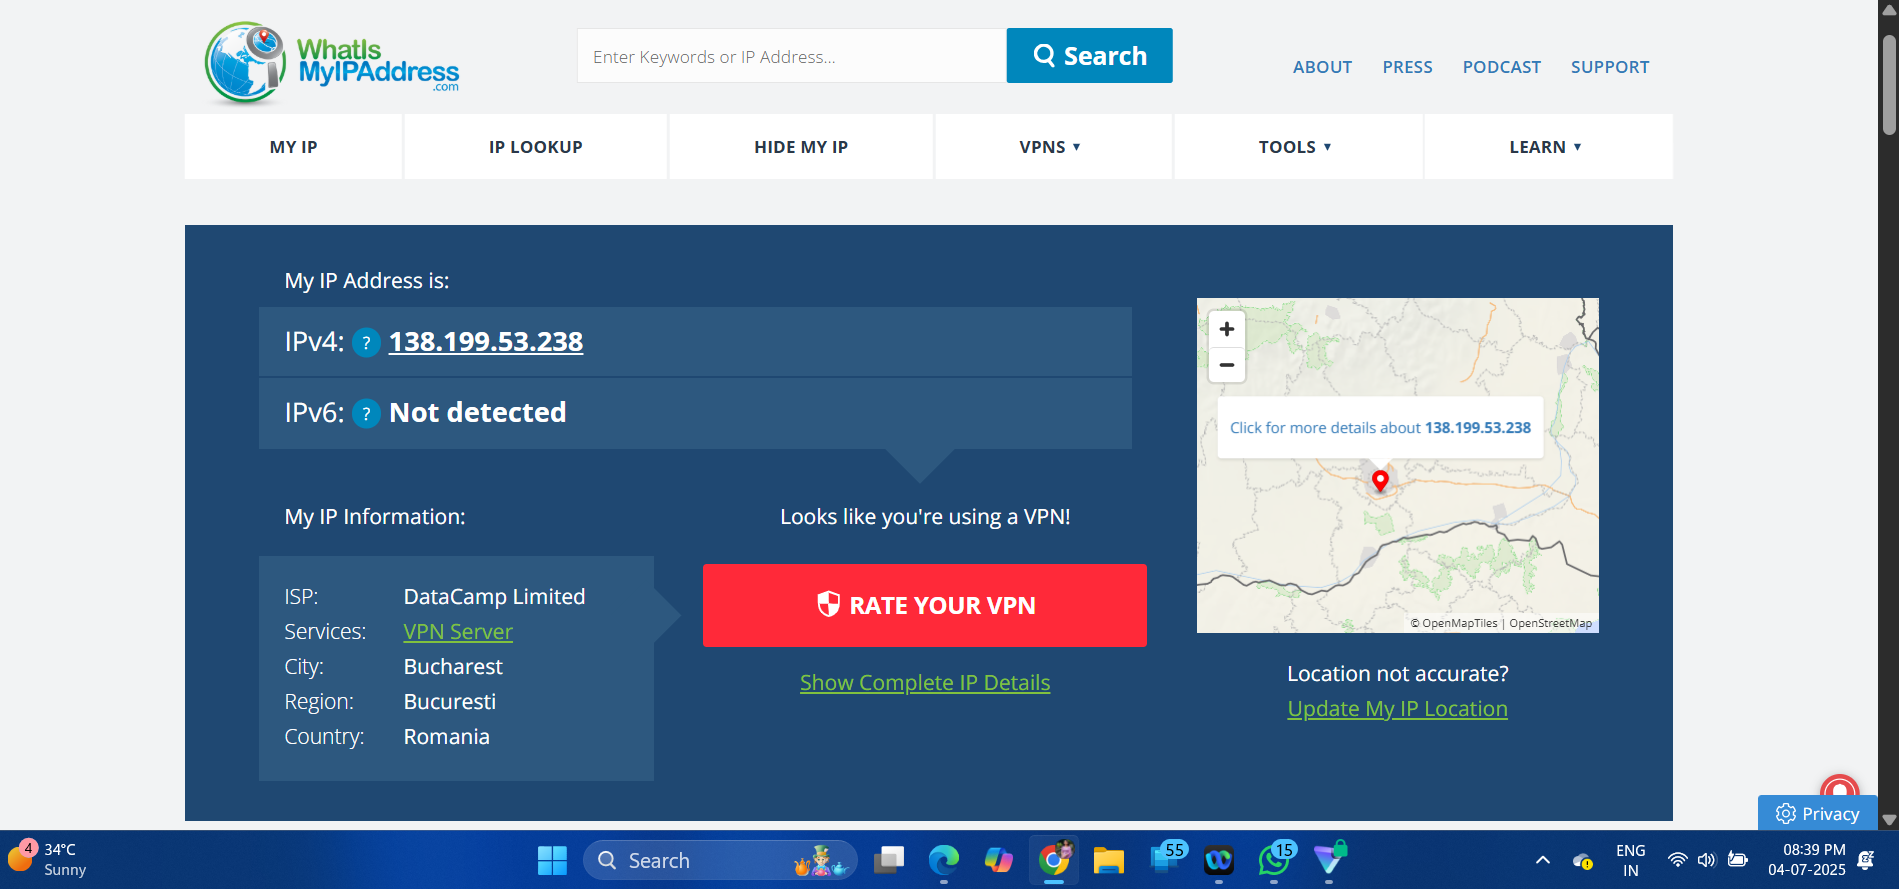 WhatIs
MyIPAddress
.com
Enter Keywords or IP Address...
Search
ABOUT
PRESS
PODCAST
SUPPORT
MY IP
IP LOOKUP
HIDE MY IP
VPNS ▼
TOOLS ▼
LEARN ▼
My IP Address is:
IPv4: ? 138.199.53.238
IPv6: ? Not detected
My IP Information:
ISP: DataCamp Limited
Services: VPN Server
City: Bucharest
Region: Bucuresti
Country: Romania
Looks like you're using a VPN!
RATE YOUR VPN
Show Complete IP Details
+
−
Click for more details about 138.199.53.238
© OpenMapTiles | OpenStreetMap
Location not accurate?
Update My IP Location
Privacy
4
34°C
Sunny
Search
55
15
ENG
IN
08:39 PM
04-07-2025